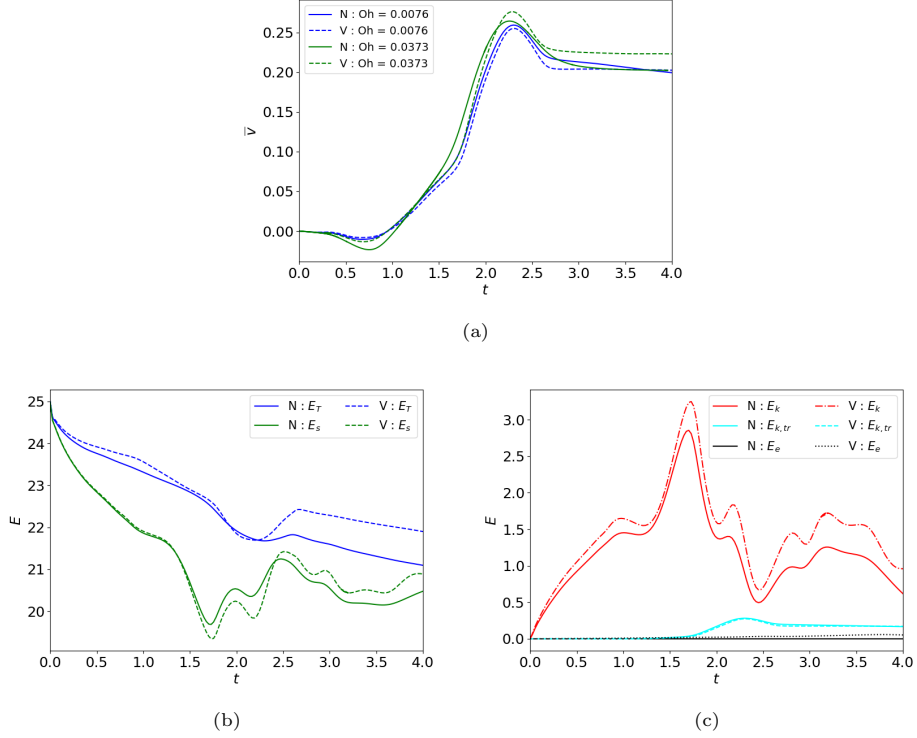 N : Oh = 0.0076
V : Oh = 0.0076
N : Oh = 0.0373
V : Oh = 0.0373
0.25
0.20
0.15
0.10
0.05
0.00
v̅
0.0 0.5 1.0 1.5 2.0 2.5 3.0 3.5 4.0
t
(a)
N : E_T V : E_T
N : E_s V : E_s
25
24
23
22
21
20
E
0.0 0.5 1.0 1.5 2.0 2.5 3.0 3.5 4.0
t
(b)
N : E_k V : E_k
N : E_{k,tr} V : E_{k,tr}
N : E_e V : E_e
3.0
2.5
2.0
1.5
1.0
0.5
0.0
E
0.0 0.5 1.0 1.5 2.0 2.5 3.0 3.5 4.0
t
(c)